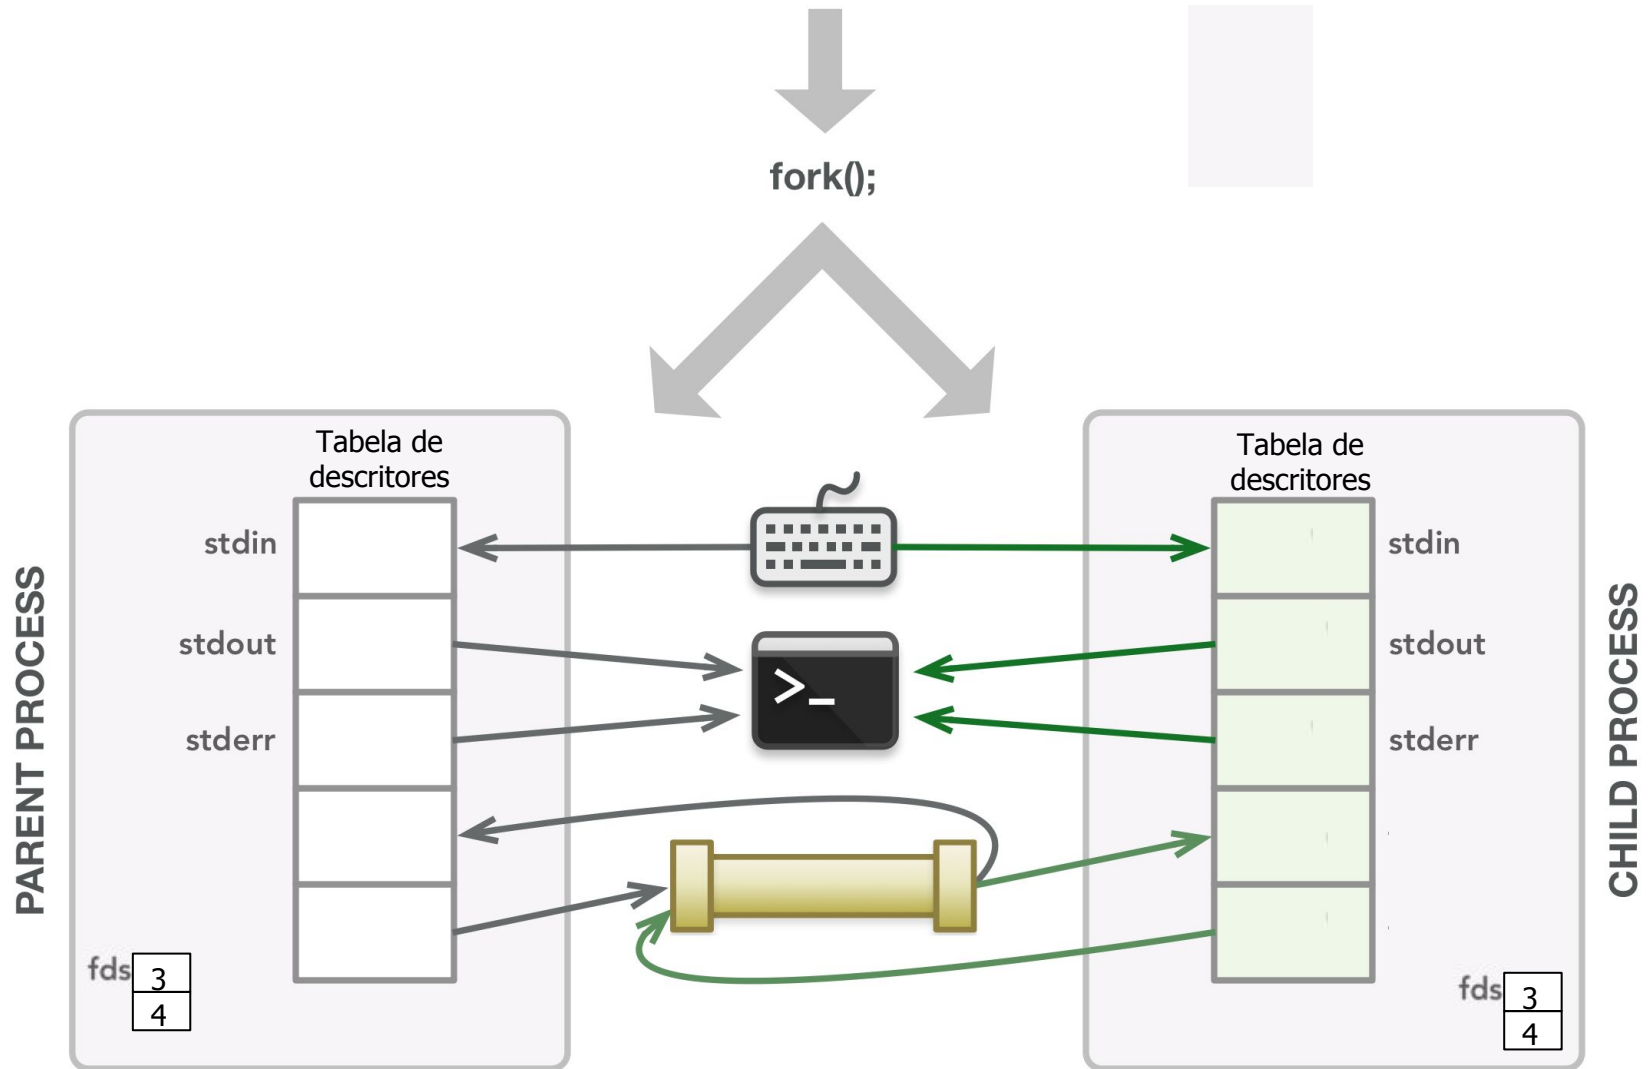 fork();
PARENT PROCESS
Tabela de
descritores
stdin
stdout
stderr
fds
3
4
>_
Tabela de
descritores
stdin
stdout
stderr
fds
3
4
CHILD PROCESS